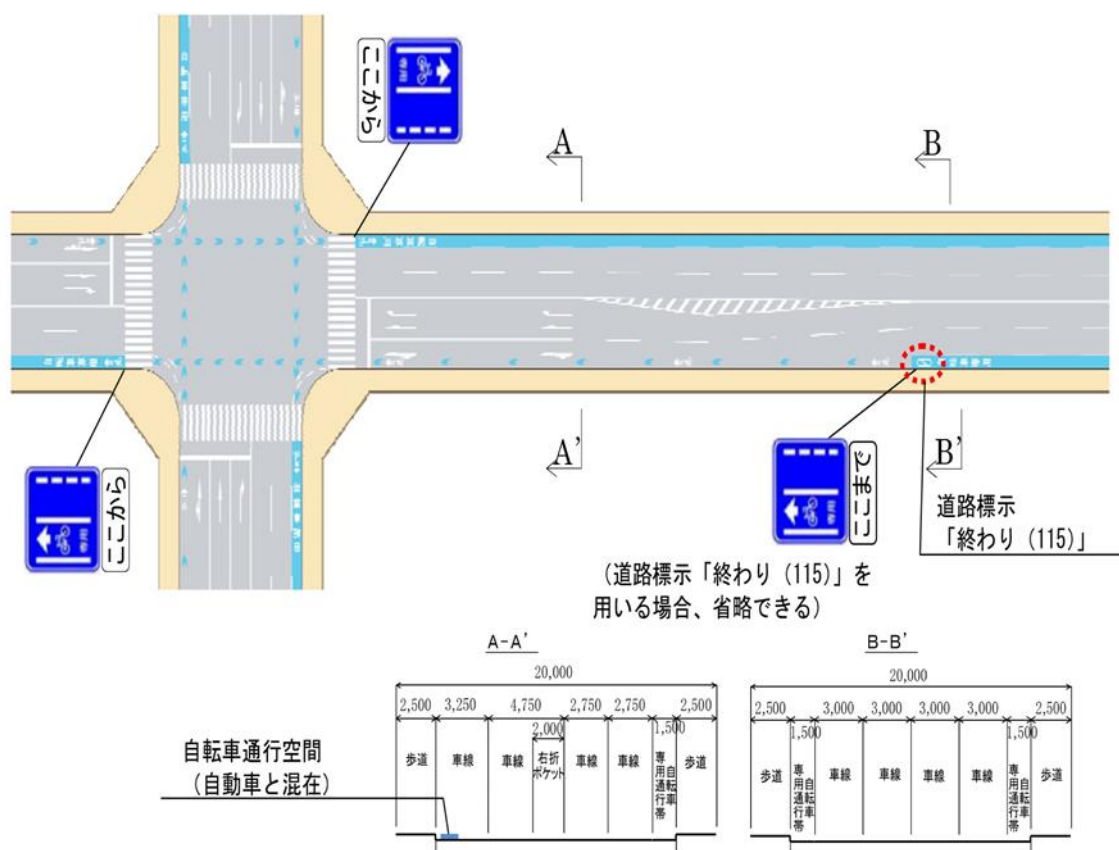 ここから
専用
A
B
ここから
専用
A'
B'
ここまで
専用
道路標示
「終わり (115)」
(道路標示「終わり (115)」を
用いる場合、省略できる)
A-A'
20,000
2,500
3,250
4,750
2,750
2,750
2,500
2,000
1,500
歩道
車線
車線
右折
ポケット
車線
車線
自転車
専用通行帯
歩道
自転車通行空間
(自動車と混在)
B-B'
20,000
2,500
3,000
3,000
3,000
3,000
2,500
1,500
1,500
歩道
自転車
専用通行帯
車線
車線
車線
車線
自転車
専用通行帯
歩道